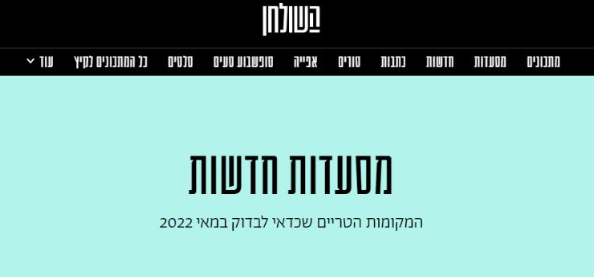 השולחן
מתכונים מסעדות חדשות כתבות טורים אפייה סופשבוע טעים סלטים כל המתכונים לקיץ עוד
מסעדות חדשות
המקומות הטריים שכדאי לבדוק במאי 2022